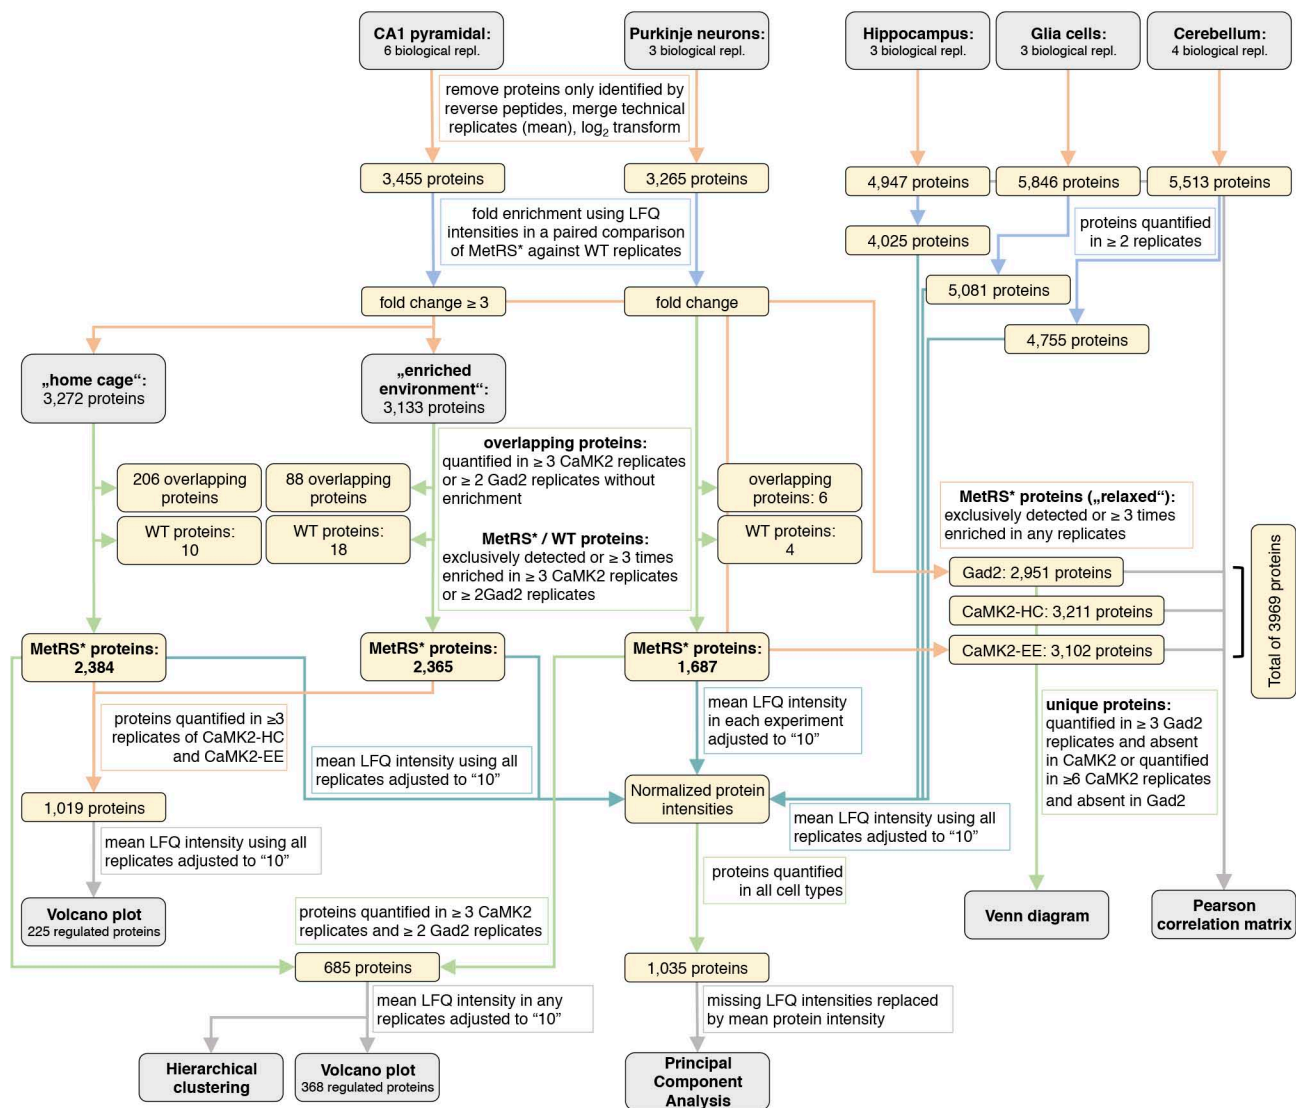 CA1 pyramidal:
6 biological repl.
Purkinje neurons:
3 biological repl.
Hippocampus:
3 biological repl.
Glia cells:
3 biological repl.
Cerebellum:
4 biological repl.
remove proteins only identified by
reverse peptides, merge technical
replicates (mean), log₂ transform
3,455 proteins
3,265 proteins
4,947 proteins
5,846 proteins
5,513 proteins
fold enrichment using LFQ
intensities in a paired comparison
of MetRS* against WT replicates
proteins quantified
in ≥ 2 replicates
4,025 proteins
5,081 proteins
4,755 proteins
fold change ≥ 3
fold change
„home cage“:
3,272 proteins
„enriched
environment“:
3,133 proteins
overlapping proteins:
quantified in ≥ 3 CaMK2 replicates
or ≥ 2 Gad2 replicates without
enrichment
206 overlapping
proteins
88 overlapping
proteins
overlapping
proteins: 6
WT proteins:
10
WT proteins:
18
WT proteins:
4
MetRS* / WT proteins:
exclusively detected or ≥ 3 times
enriched in ≥ 3 CaMK2 replicates
or ≥ 2Gad2 replicates
MetRS* proteins („relaxed“):
exclusively detected or ≥ 3 times
enriched in any replicates
Gad2: 2,951 proteins
CaMK2-HC: 3,211 proteins
CaMK2-EE: 3,102 proteins
Total of 3969 proteins
MetRS* proteins:
2,384
MetRS* proteins:
2,365
MetRS* proteins:
1,687
proteins quantified in ≥3
replicates of CaMK2-HC
and CaMK2-EE
mean LFQ intensity using all
replicates adjusted to “10”
mean LFQ intensity
in each experiment
adjusted to “10”
unique proteins:
quantified in ≥ 3 Gad2
replicates and absent
in CaMK2 or quantified
in ≥6 CaMK2 replicates
and absent in Gad2
1,019 proteins
Normalized protein
intensities
mean LFQ intensity using all
replicates adjusted to “10”
mean LFQ intensity using all
replicates adjusted to “10”
proteins quantified
in all cell types
Volcano plot
225 regulated proteins
proteins quantified in ≥ 3 CaMK2
replicates and ≥ 2 Gad2 replicates
Venn diagram
Pearson
correlation matrix
685 proteins
1,035 proteins
mean LFQ intensity in any
replicates adjusted to “10”
missing LFQ intensities replaced
by mean protein intensity
Hierarchical
clustering
Volcano plot
368 regulated proteins
Principal
Component
Analysis